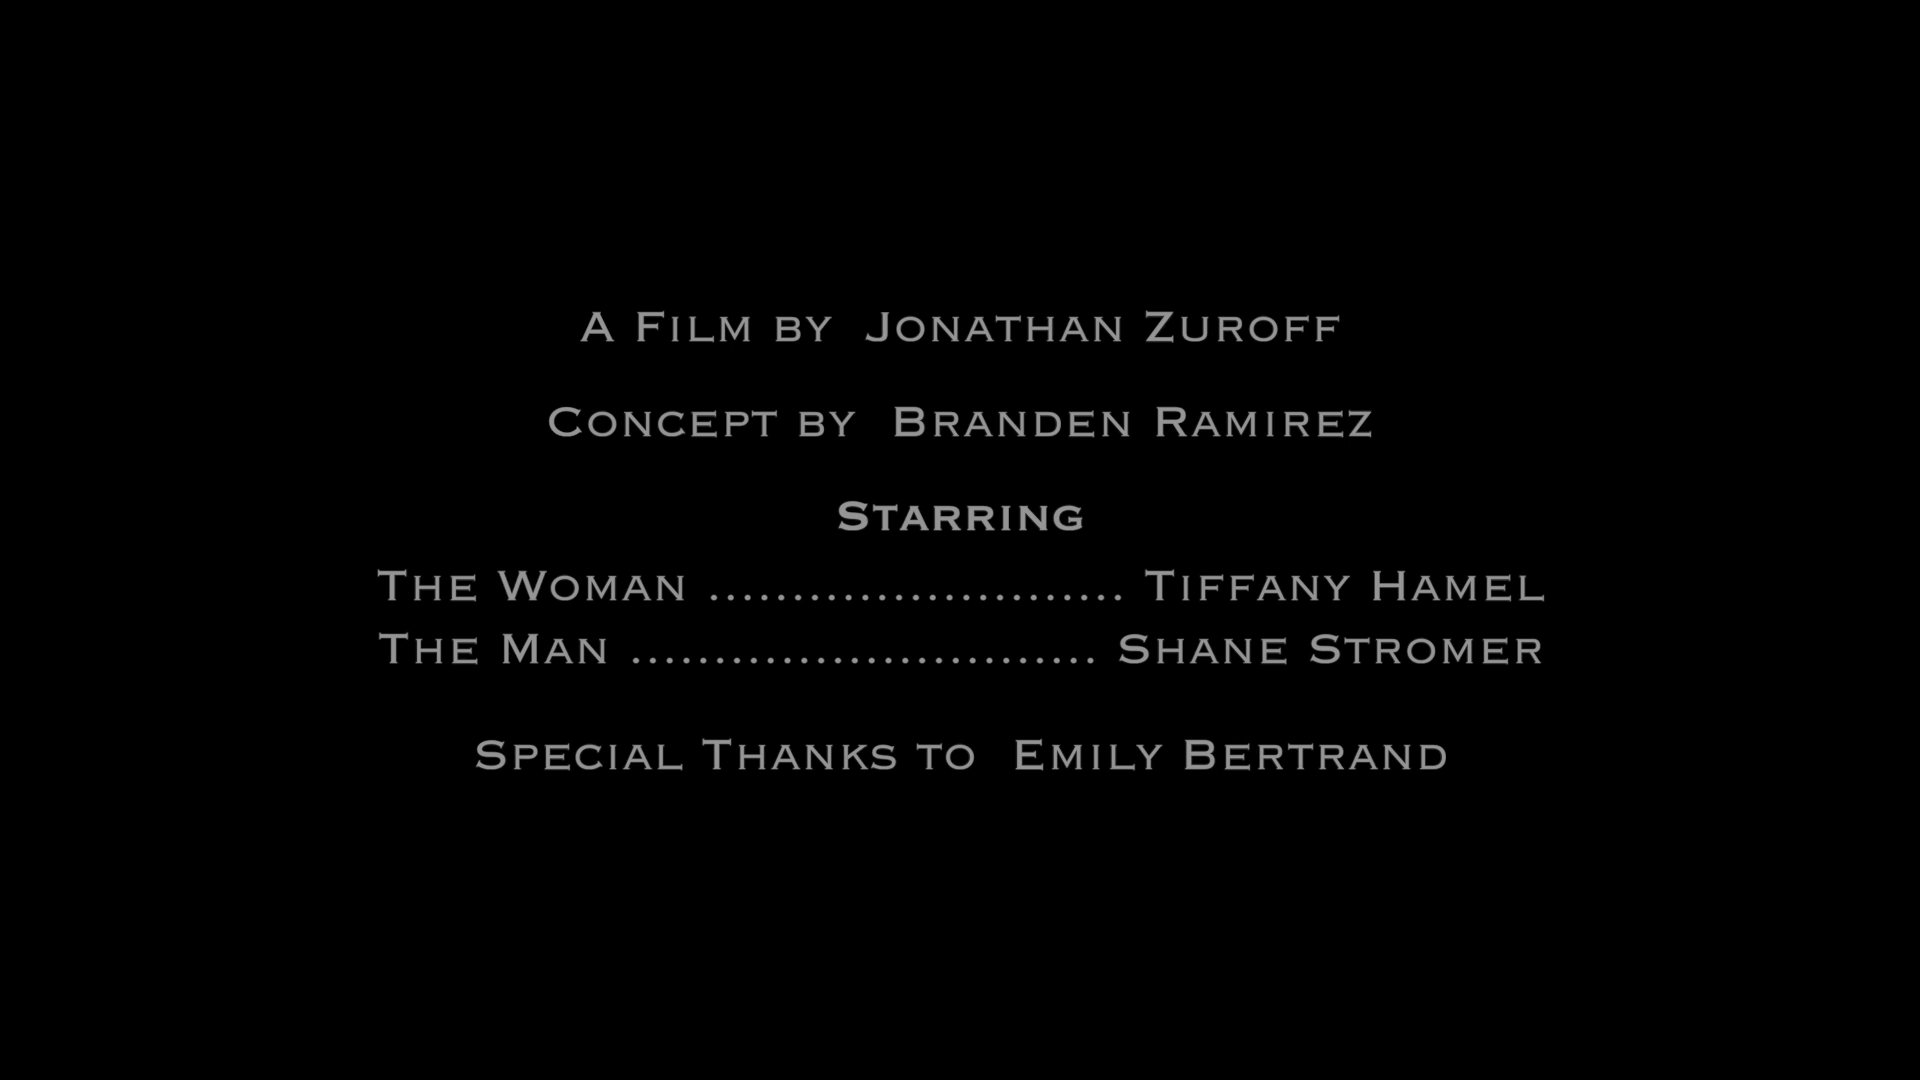 A Film by Jonathan Zuroff
Concept by Branden Ramirez
Starring
The Woman ......................... Tiffany Hamel
The Man ............................ Shane Stromer
Special Thanks to Emily Bertrand